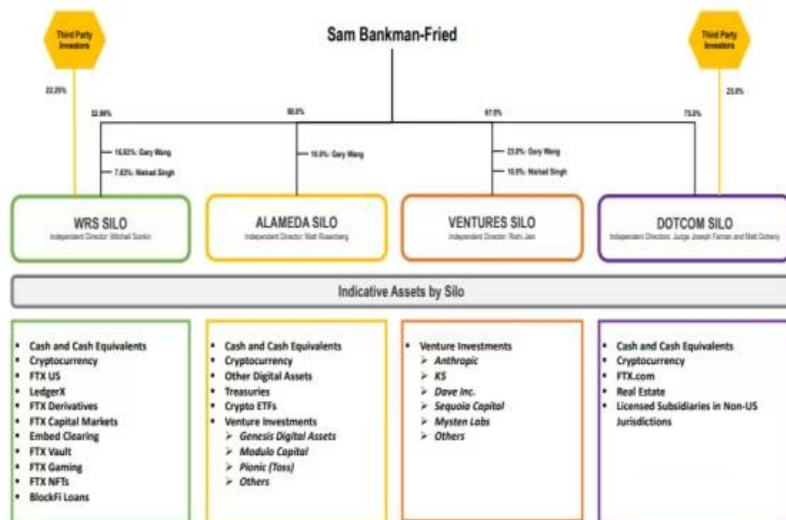 Third Party
Investors
Sam Bankman-Fried
Third Party
Investors
22.25%
23.0%
52.99%
90.0%
67.0%
75.0%
16.93%: Gary Wang
7.83%: Nishad Singh
10.0%: Gary Wang
23.0%: Gary Wang
10.0%: Nishad Singh
WRS SILO
Independent Director: Mitchell Sonkin
ALAMEDA SILO
Independent Director: Matt Rosenberg
VENTURES SILO
Independent Director: Rishi Jain
DOTCOM SILO
Independent Directors: Judge Joseph Farnan and Matt Doheny
Indicative Assets by Silo
• Cash and Cash Equivalents
• Cryptocurrency
• FTX US
• LedgerX
• FTX Derivatives
• FTX Capital Markets
• Embed Clearing
• FTX Vault
• FTX Gaming
• FTX NFTs
• BlockFi Loans
• Cash and Cash Equivalents
• Cryptocurrency
• Other Digital Assets
• Treasuries
• Crypto ETFs
• Venture Investments
➢ Genesis Digital Assets
➢ Modulo Capital
➢ Pionic (Toss)
➢ Others
• Venture Investments
➢ Anthropic
➢ K5
➢ Dave Inc.
➢ Sequoia Capital
➢ Mysten Labs
➢ Others
• Cash and Cash Equivalents
• Cryptocurrency
• FTX.com
• Real Estate
• Licensed Subsidiaries in Non-US
Jurisdictions